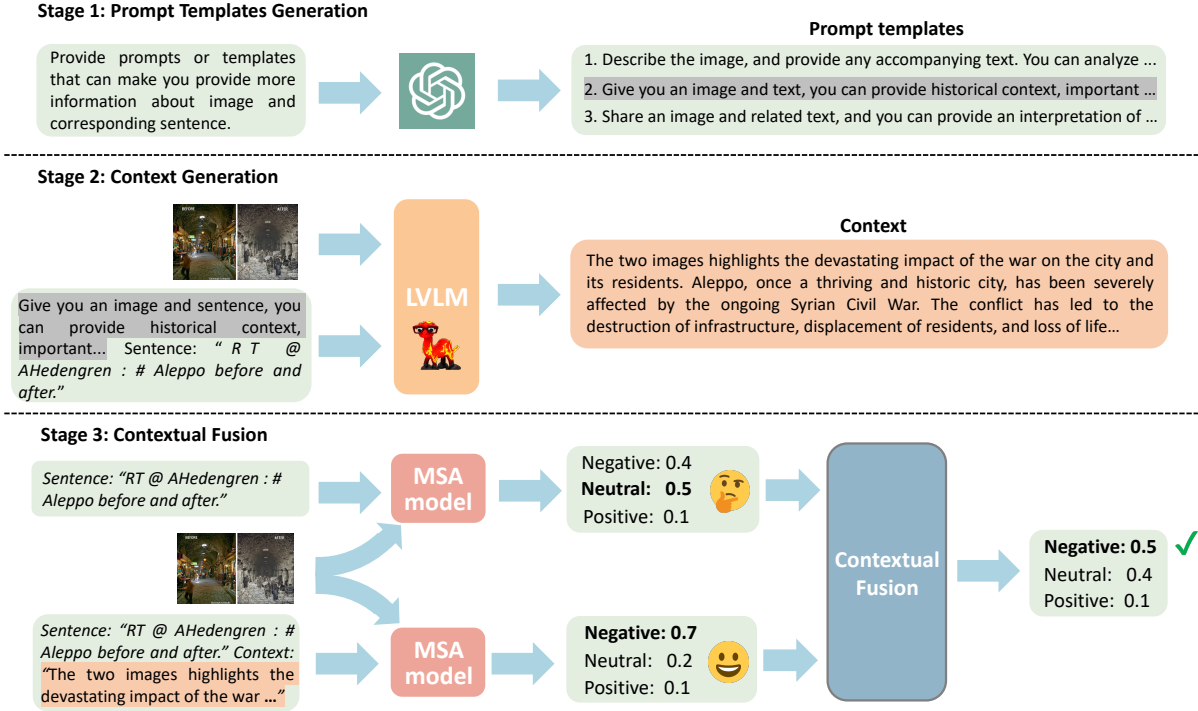 Stage 1: Prompt Templates Generation
Provide prompts or templates
that can make you provide more
information about image and
corresponding sentence.
Prompt templates
1. Describe the image, and provide any accompanying text. You can analyze ...
2. Give you an image and text, you can provide historical context, important ...
3. Share an image and related text, and you can provide an interpretation of ...
Stage 2: Context Generation
BEFORE
AFTER
Give you an image and sentence, you
can provide historical context,
important... Sentence: “ R T @
AHedengren : # Aleppo before and
after.”
LVLM
Context
The two images highlights the devastating impact of the war on the city and
its residents. Aleppo, once a thriving and historic city, has been severely
affected by the ongoing Syrian Civil War. The conflict has led to the
destruction of infrastructure, displacement of residents, and loss of life…
Stage 3: Contextual Fusion
Sentence: “RT @ AHedengren : #
Aleppo before and after.”
MSA
model
Negative: 0.4
Neutral: 0.5
Positive: 0.1
BEFORE
AFTER
Sentence: “RT @ AHedengren : #
Aleppo before and after.” Context:
“The two images highlights the
devastating impact of the war …”
MSA
model
Negative: 0.7
Neutral: 0.2
Positive: 0.1
Contextual
Fusion
Negative: 0.5
Neutral: 0.4
Positive: 0.1